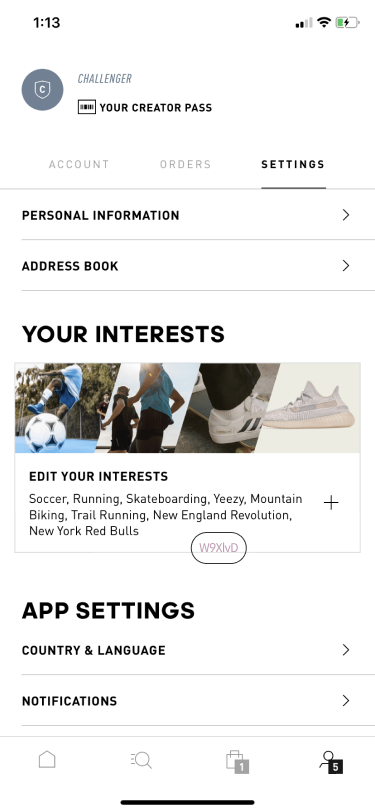 1:13
C
CHALLENGER
YOUR CREATOR PASS
ACCOUNT ORDERS SETTINGS
PERSONAL INFORMATION
ADDRESS BOOK
YOUR INTERESTS
EDIT YOUR INTERESTS
Soccer, Running, Skateboarding, Yeezy, Mountain
Biking, Trail Running, New England Revolution,
New York Red Bulls
W9XlvD
APP SETTINGS
COUNTRY & LANGUAGE
NOTIFICATIONS
1 5